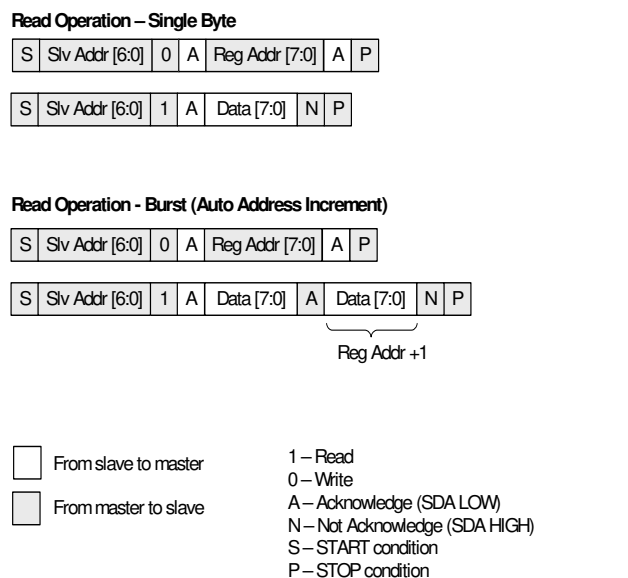 Read Operation – Single Byte
S Slv Addr [6:0] 0 A Reg Addr [7:0] A P
S Slv Addr [6:0] 1 A Data [7:0] N P
Read Operation - Burst (Auto Address Increment)
S Slv Addr [6:0] 0 A Reg Addr [7:0] A P
S Slv Addr [6:0] 1 A Data [7:0] A Data [7:0] N P
Reg Addr +1
From slave to master
From master to slave
1 – Read
0 – Write
A – Acknowledge (SDA LOW)
N – Not Acknowledge (SDA HIGH)
S – START condition
P – STOP condition